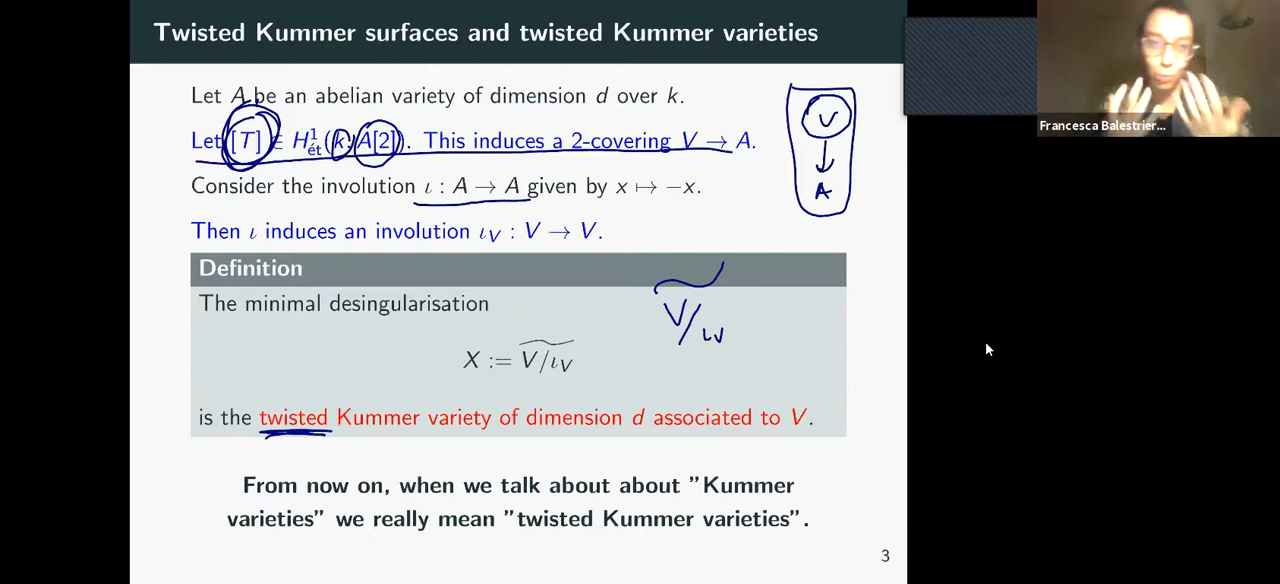 Twisted Kummer surfaces and twisted Kummer varieties
Let A be an abelian variety of dimension d over k.
Let [T] ∈ H¹ét(k, A[2]). This induces a 2-covering V → A.
Consider the involution ι : A → A given by x ↦ −x.
Then ι induces an involution ιV : V → V.
V
↓
A
Definition
The minimal desingularisation
V/ιV
X := V/ιV
is the twisted Kummer variety of dimension d associated to V.
From now on, when we talk about about ”Kummer
varieties” we really mean ”twisted Kummer varieties”.
3
Francesca Balestrier...